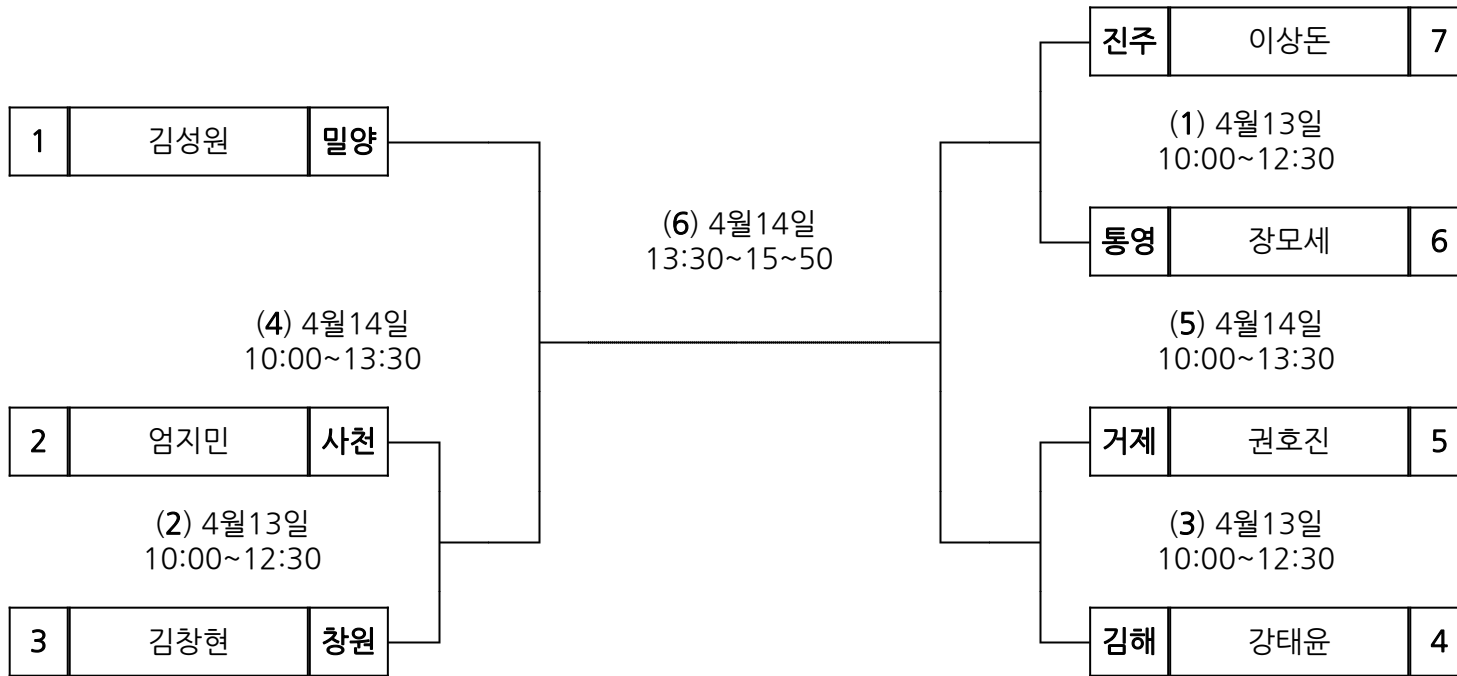 진주 이상돈 7
1 김성원 밀양
(1) 4월13일
10:00~12:30
(6) 4월14일
13:30~15~50
통영 장모세 6
(4) 4월14일
10:00~13:30
(5) 4월14일
10:00~13:30
2 엄지민 사천
거제 권호진 5
(2) 4월13일
10:00~12:30
(3) 4월13일
10:00~12:30
3 김창현 창원
김해 강태윤 4